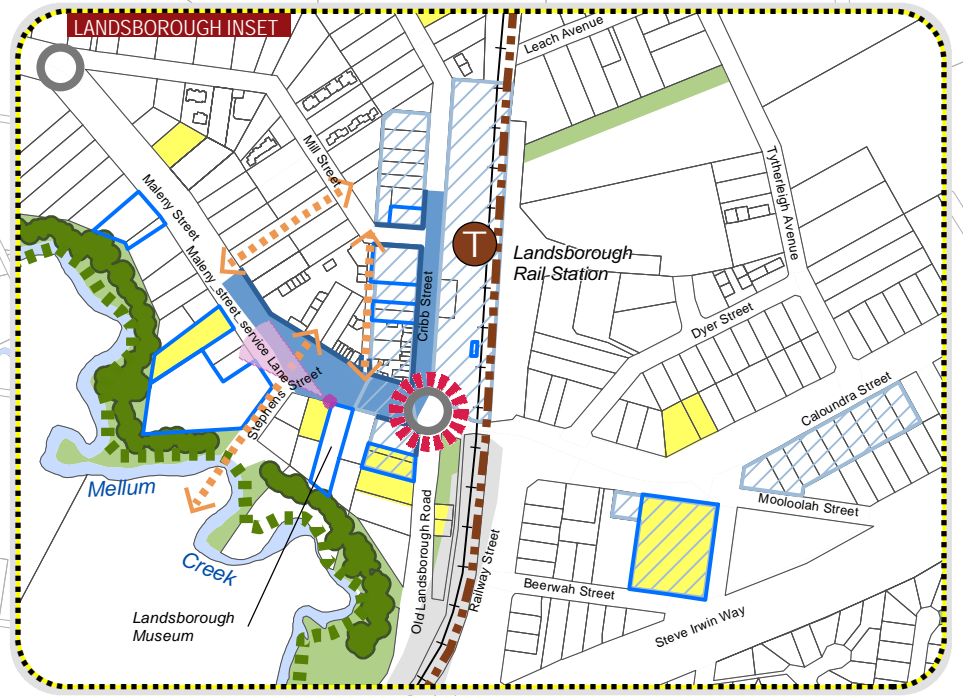 LANDSBOROUGH INSET
Leach Avenue
Mill Street
Tytherleigh Avenue
Maleny Street
T
Landsborough
Rail Station
Maleny street service Lane
Cribb Street
Dyer Street
Stephens Street
Caloundra Street
Mellum
Mooloolah Street
Old Landsborough Road
Railway Street
Creek
Beerwah Street
Landsborough
Museum
Steve Irwin Way